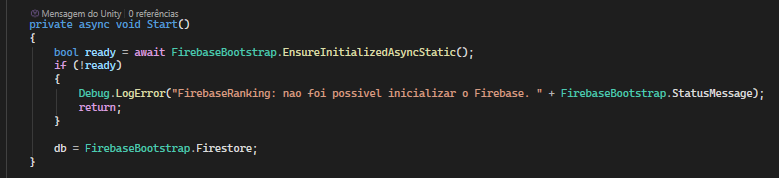 Mensagem do Unity | 0 referências
private async void Start()
{
    bool ready = await FirebaseBootstrap.EnsureInitializedAsyncStatic();
    if (!ready)
    {
        Debug.LogError("FirebaseRanking: nao foi possivel inicializar o Firebase. " + FirebaseBootstrap.StatusMessage);
        return;
    }
    db = FirebaseBootstrap.Firestore;
}